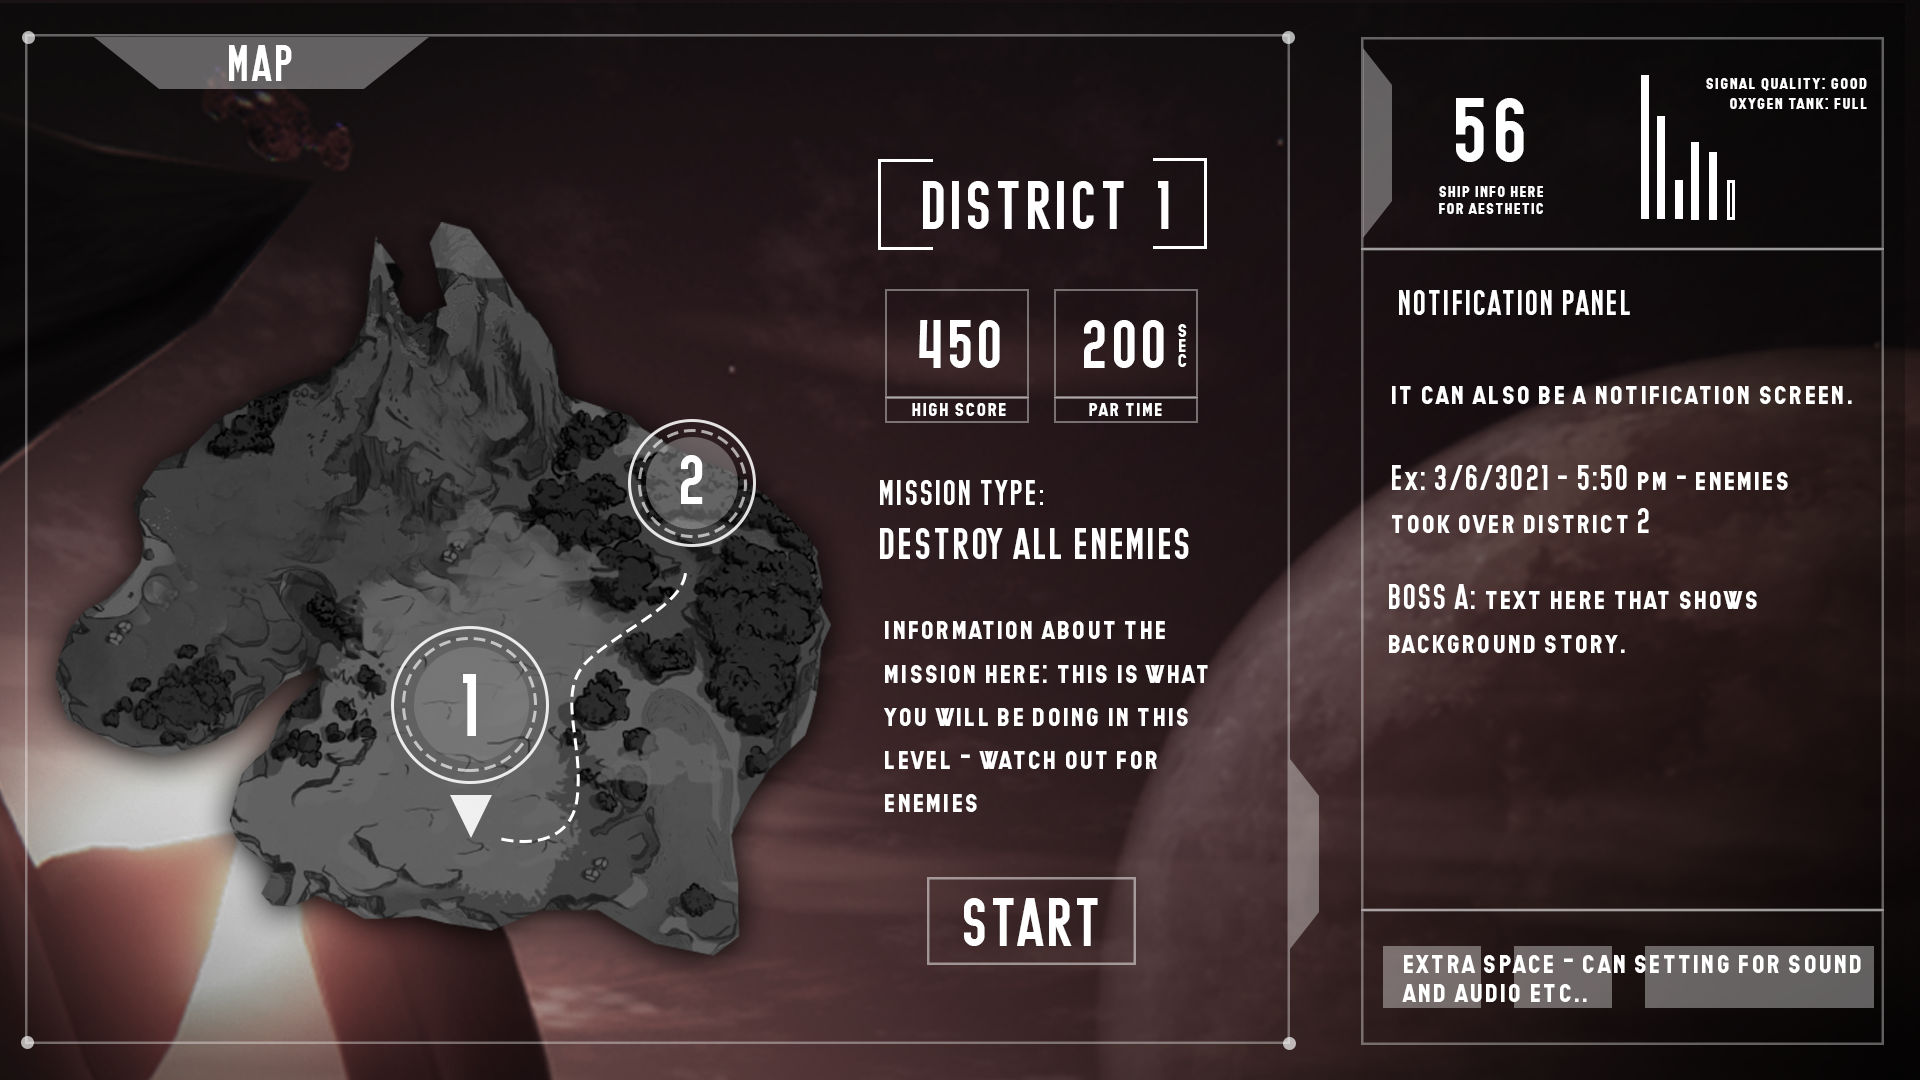 MAP
DISTRICT 1
450
HIGH SCORE
200 SEC
PAR TIME
MISSION TYPE:
DESTROY ALL ENEMIES
INFORMATION ABOUT THE
MISSION HERE: THIS IS WHAT
YOU WILL BE DOING IN THIS
LEVEL - WATCH OUT FOR
ENEMIES
START
2
1
56
SHIP INFO HERE
FOR AESTHETIC
SIGNAL QUALITY: GOOD
OXYGEN TANK: FULL
NOTIFICATION PANEL
IT CAN ALSO BE A NOTIFICATION SCREEN.
Ex: 3/6/3021 - 5:50 PM - ENEMIES
TOOK OVER DISTRICT 2
BOSS A: TEXT HERE THAT SHOWS
BACKGROUND STORY.
EXTRA SPACE - CAN SETTING FOR SOUND
AND AUDIO ETC..